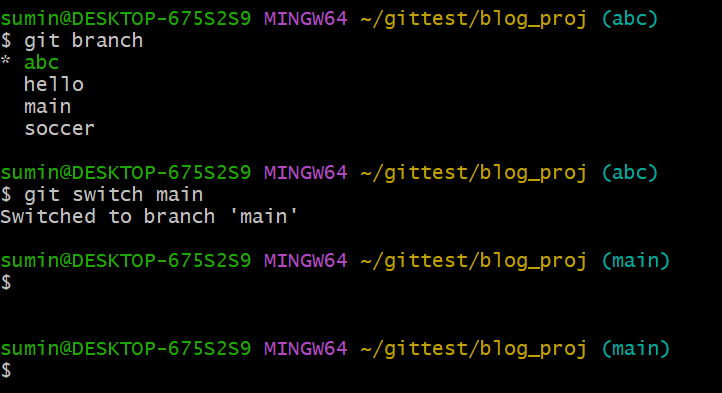 sumin@DESKTOP-675S2S9 MINGW64 ~/gittest/blog_proj (abc)
$ git branch
* abc
  hello
  main
  soccer
sumin@DESKTOP-675S2S9 MINGW64 ~/gittest/blog_proj (abc)
$ git switch main
Switched to branch 'main'
sumin@DESKTOP-675S2S9 MINGW64 ~/gittest/blog_proj (main)
$
sumin@DESKTOP-675S2S9 MINGW64 ~/gittest/blog_proj (main)
$